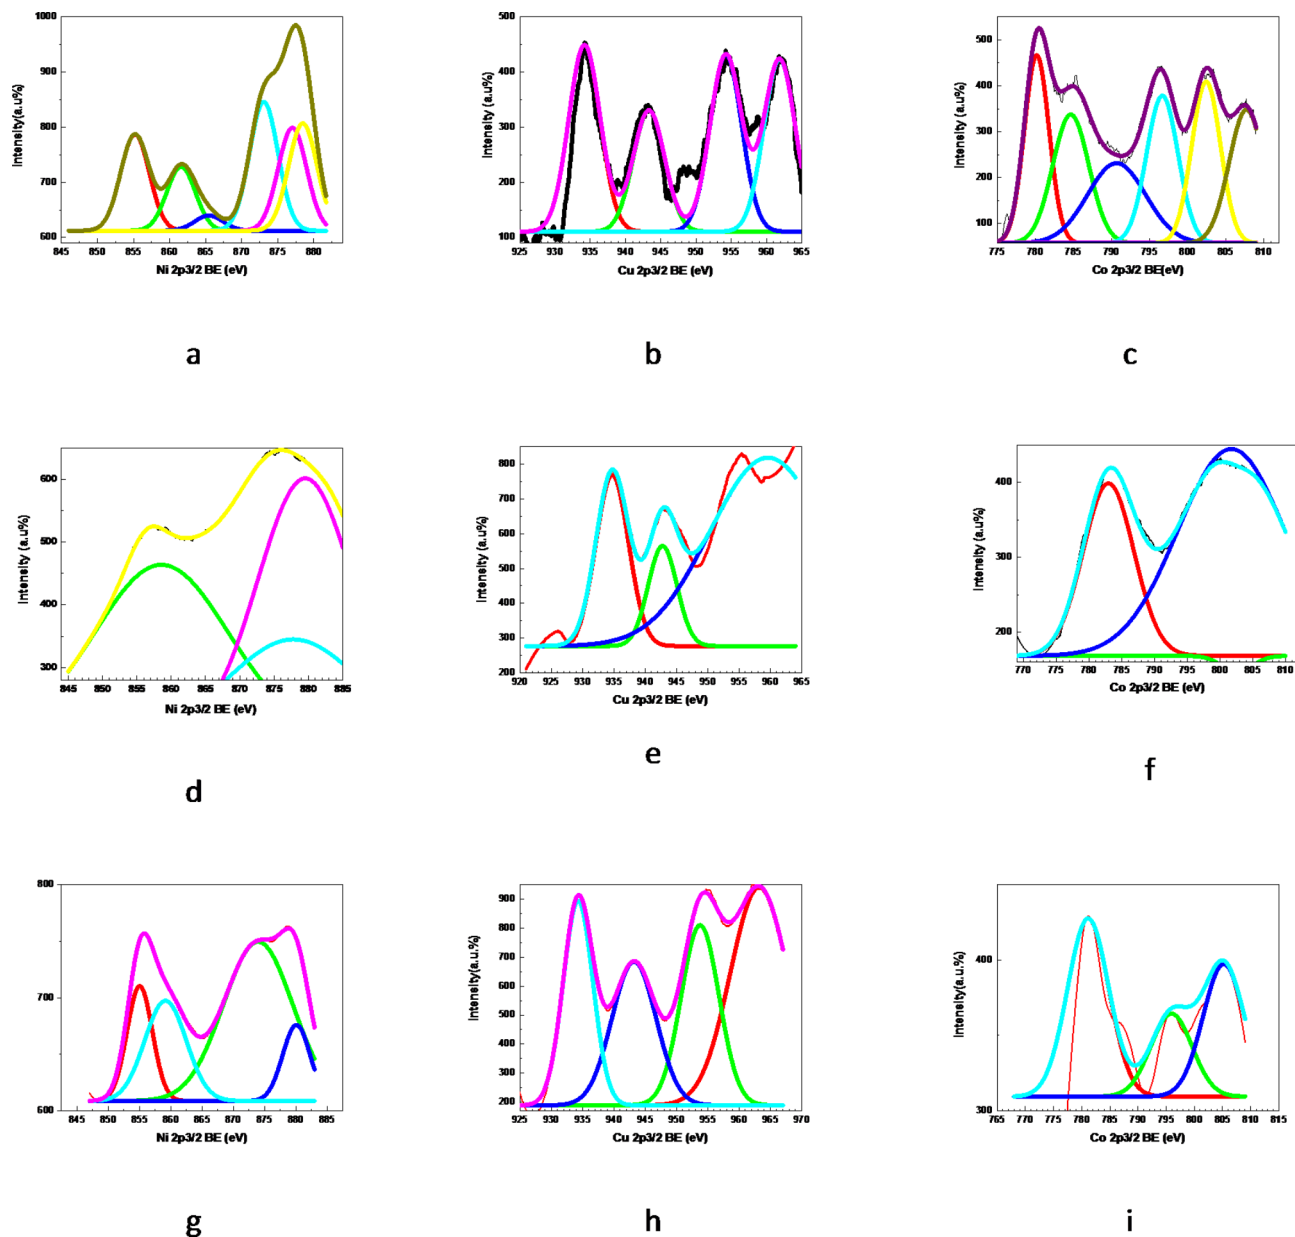 1000
900
800
700
600
Intensity(a.u%)
845 850 855 860 865 870 875 880
Ni 2p3/2 BE (eV)
a
500
400
300
200
100
Intensity (a.u%)
925 930 935 940 945 950 955 960 965
Cu 2p3/2 BE (eV)
b
500
400
300
200
100
Intensity (a.u%)
775 780 785 790 795 800 805 810
Co 2p3/2 BE(eV)
c
600
500
400
300
Intensity (a.u%)
845 850 855 860 865 870 875 880 885
Ni 2p3/2 BE (eV)
d
800
700
600
500
400
300
200
Intensity (a.u%)
920 925 930 935 940 945 950 955 960 965
Cu 2p3/2 BE (eV)
e
400
300
200
Intensity (a.u%)
770 775 780 785 790 795 800 805 810
Co 2p3/2 BE (eV)
f
800
700
600
845 850 855 860 865 870 875 880 885
Ni 2p3/2 BE (eV)
g
900
800
700
600
500
400
300
200
Intensity(a.u.%)
925 930 935 940 945 950 955 960 965 970
Cu 2p3/2 BE (eV)
h
400
300
Intensity(a.u.%)
765 770 775 780 785 790 795 800 805 810 815
Co 2p3/2 BE (eV)
i